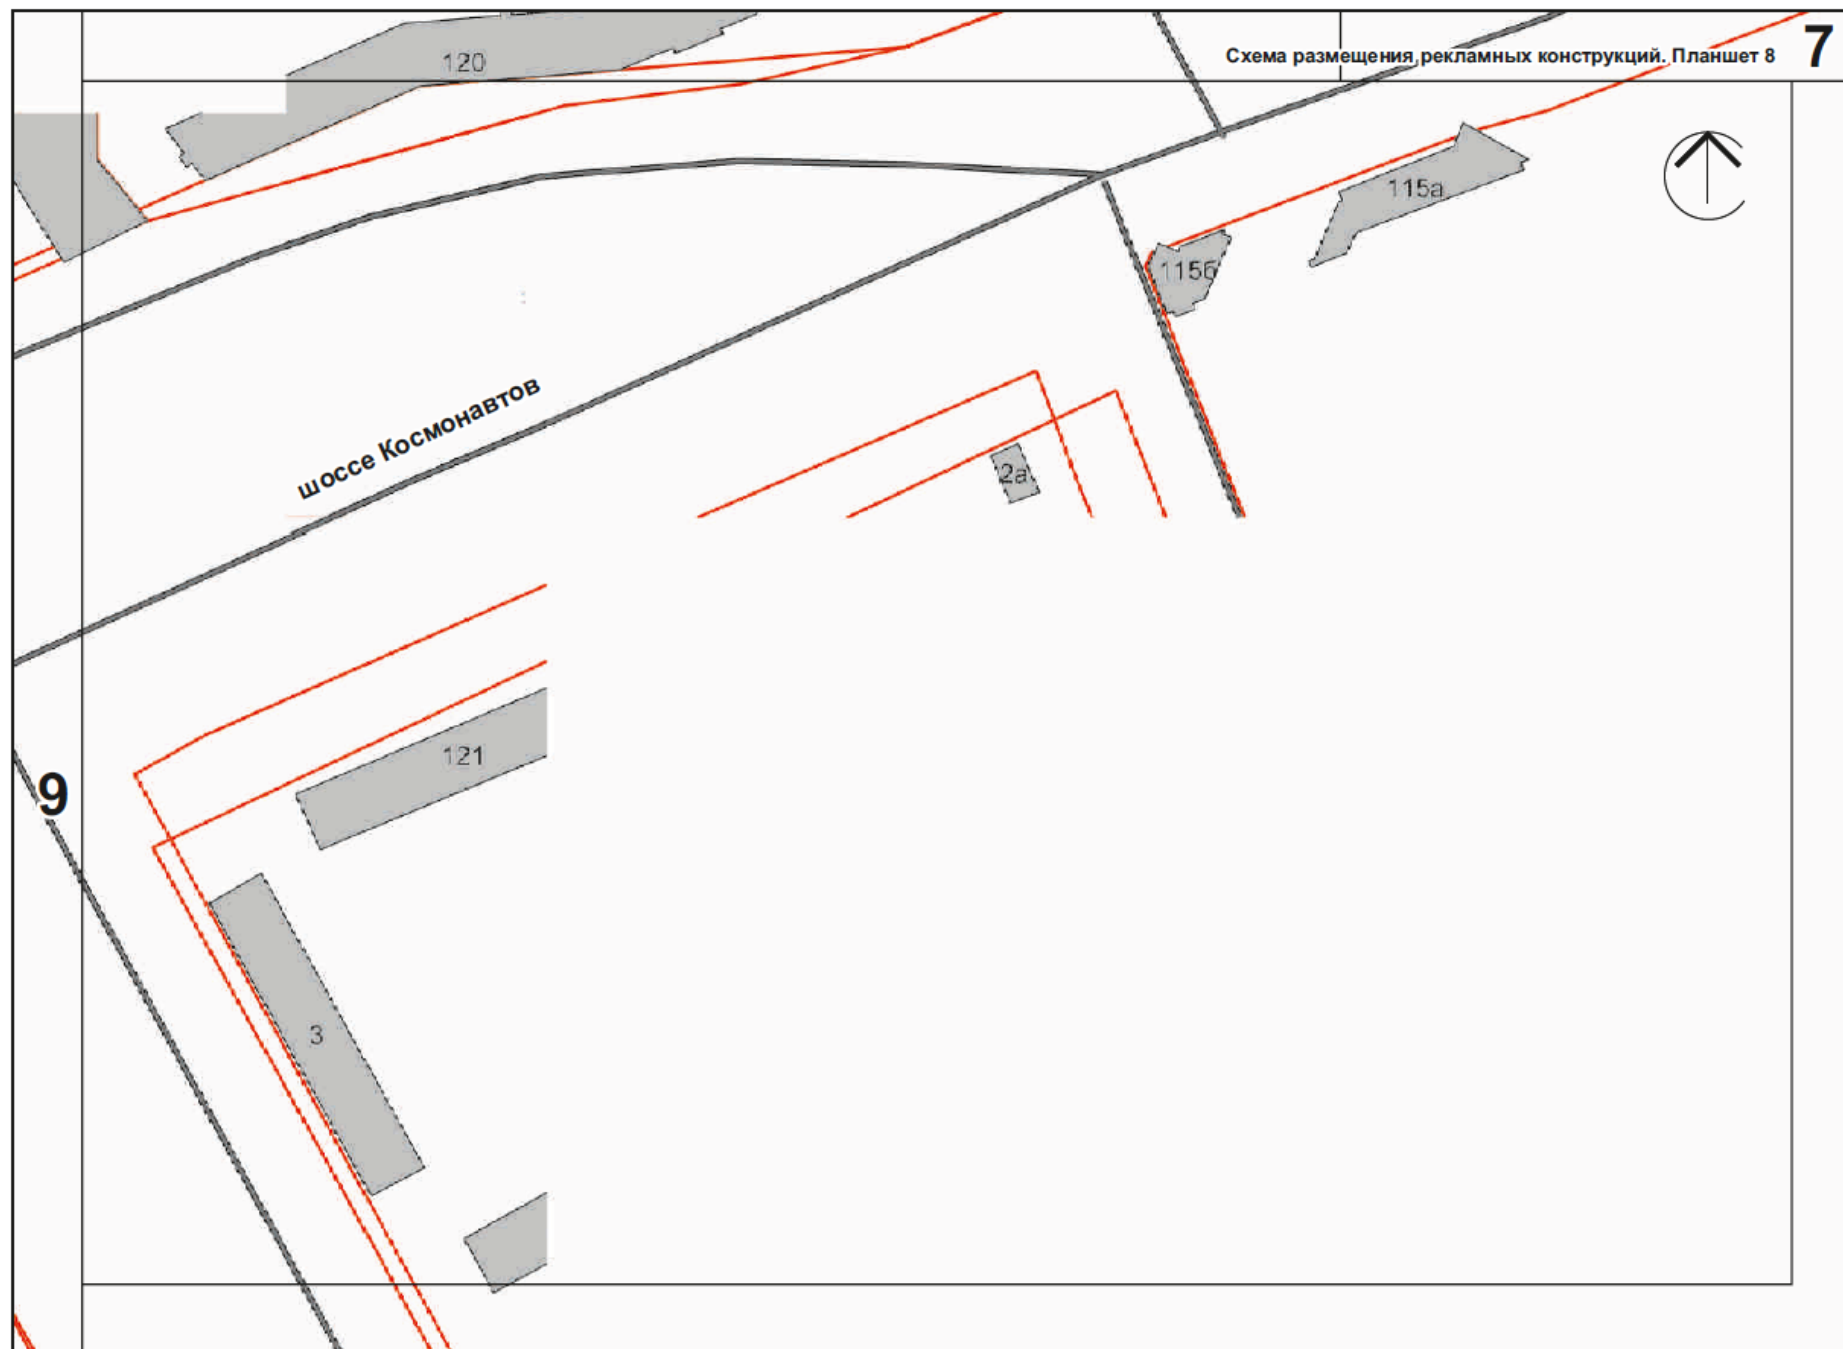 Схема размещения рекламных конструкций. Планшет 8
7
120
115а
115б
шоссе Космонавтов
2а
121
9
3